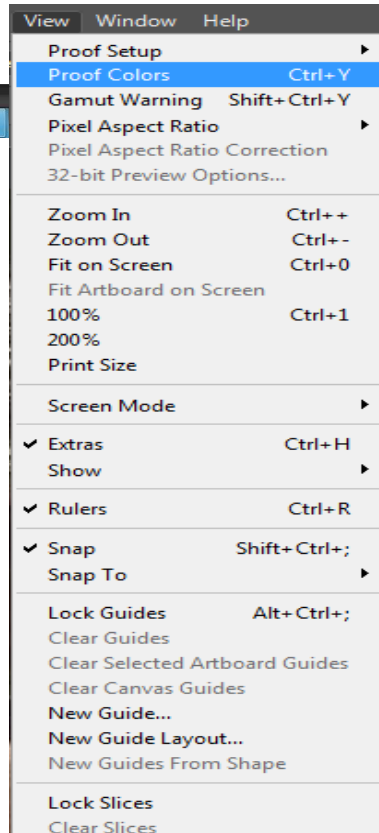 View Window Help
Proof Setup
Proof Colors Ctrl+Y
Gamut Warning Shift+Ctrl+Y
Pixel Aspect Ratio
Pixel Aspect Ratio Correction
32-bit Preview Options...
Zoom In Ctrl++
Zoom Out Ctrl+-
Fit on Screen Ctrl+0
Fit Artboard on Screen
100% Ctrl+1
200%
Print Size
Screen Mode
Extras Ctrl+H
Show
Rulers Ctrl+R
Snap Shift+Ctrl+;
Snap To
Lock Guides Alt+Ctrl+;
Clear Guides
Clear Selected Artboard Guides
Clear Canvas Guides
New Guide...
New Guide Layout...
New Guides From Shape
Lock Slices
Clear Slices